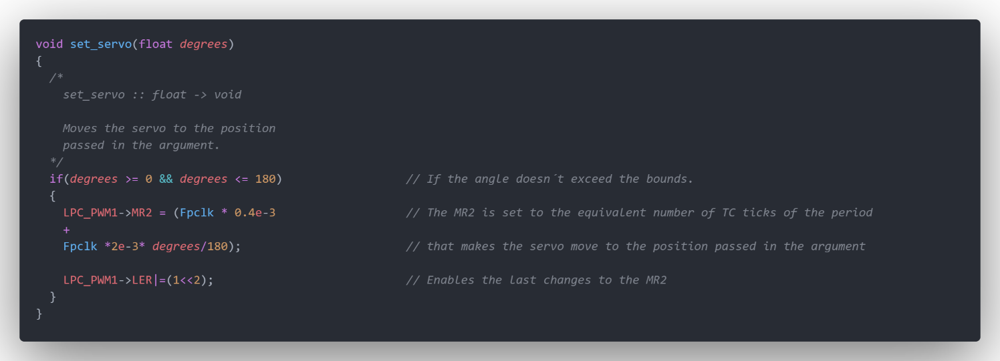 void set_servo(float degrees)
{
/*
set_servo :: float -> void
Moves the servo to the position
passed in the argument.
*/
if(degrees >= 0 && degrees <= 180) // If the angle doesn´t exceed the bounds.
{
LPC_PWM1->MR2 = (Fpclk * 0.4e-3 // The MR2 is set to the equivalent number of TC ticks of the period
+
Fpclk *2e-3* degrees/180); // that makes the servo move to the position passed in the argument
LPC_PWM1->LER|=(1<<2); // Enables the last changes to the MR2
}
}